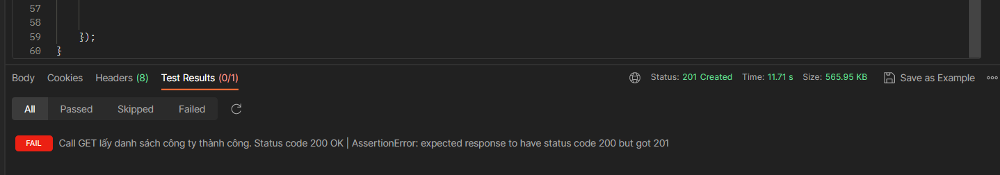 57
58
59 });
60 }
Body Cookies Headers (8) Test Results (0/1) Status: 201 Created Time: 11.71 s Size: 565.95 KB Save as Example
All Passed Skipped Failed
FAIL Call GET lấy danh sách công ty thành công. Status code 200 OK | AssertionError: expected response to have status code 200 but got 201